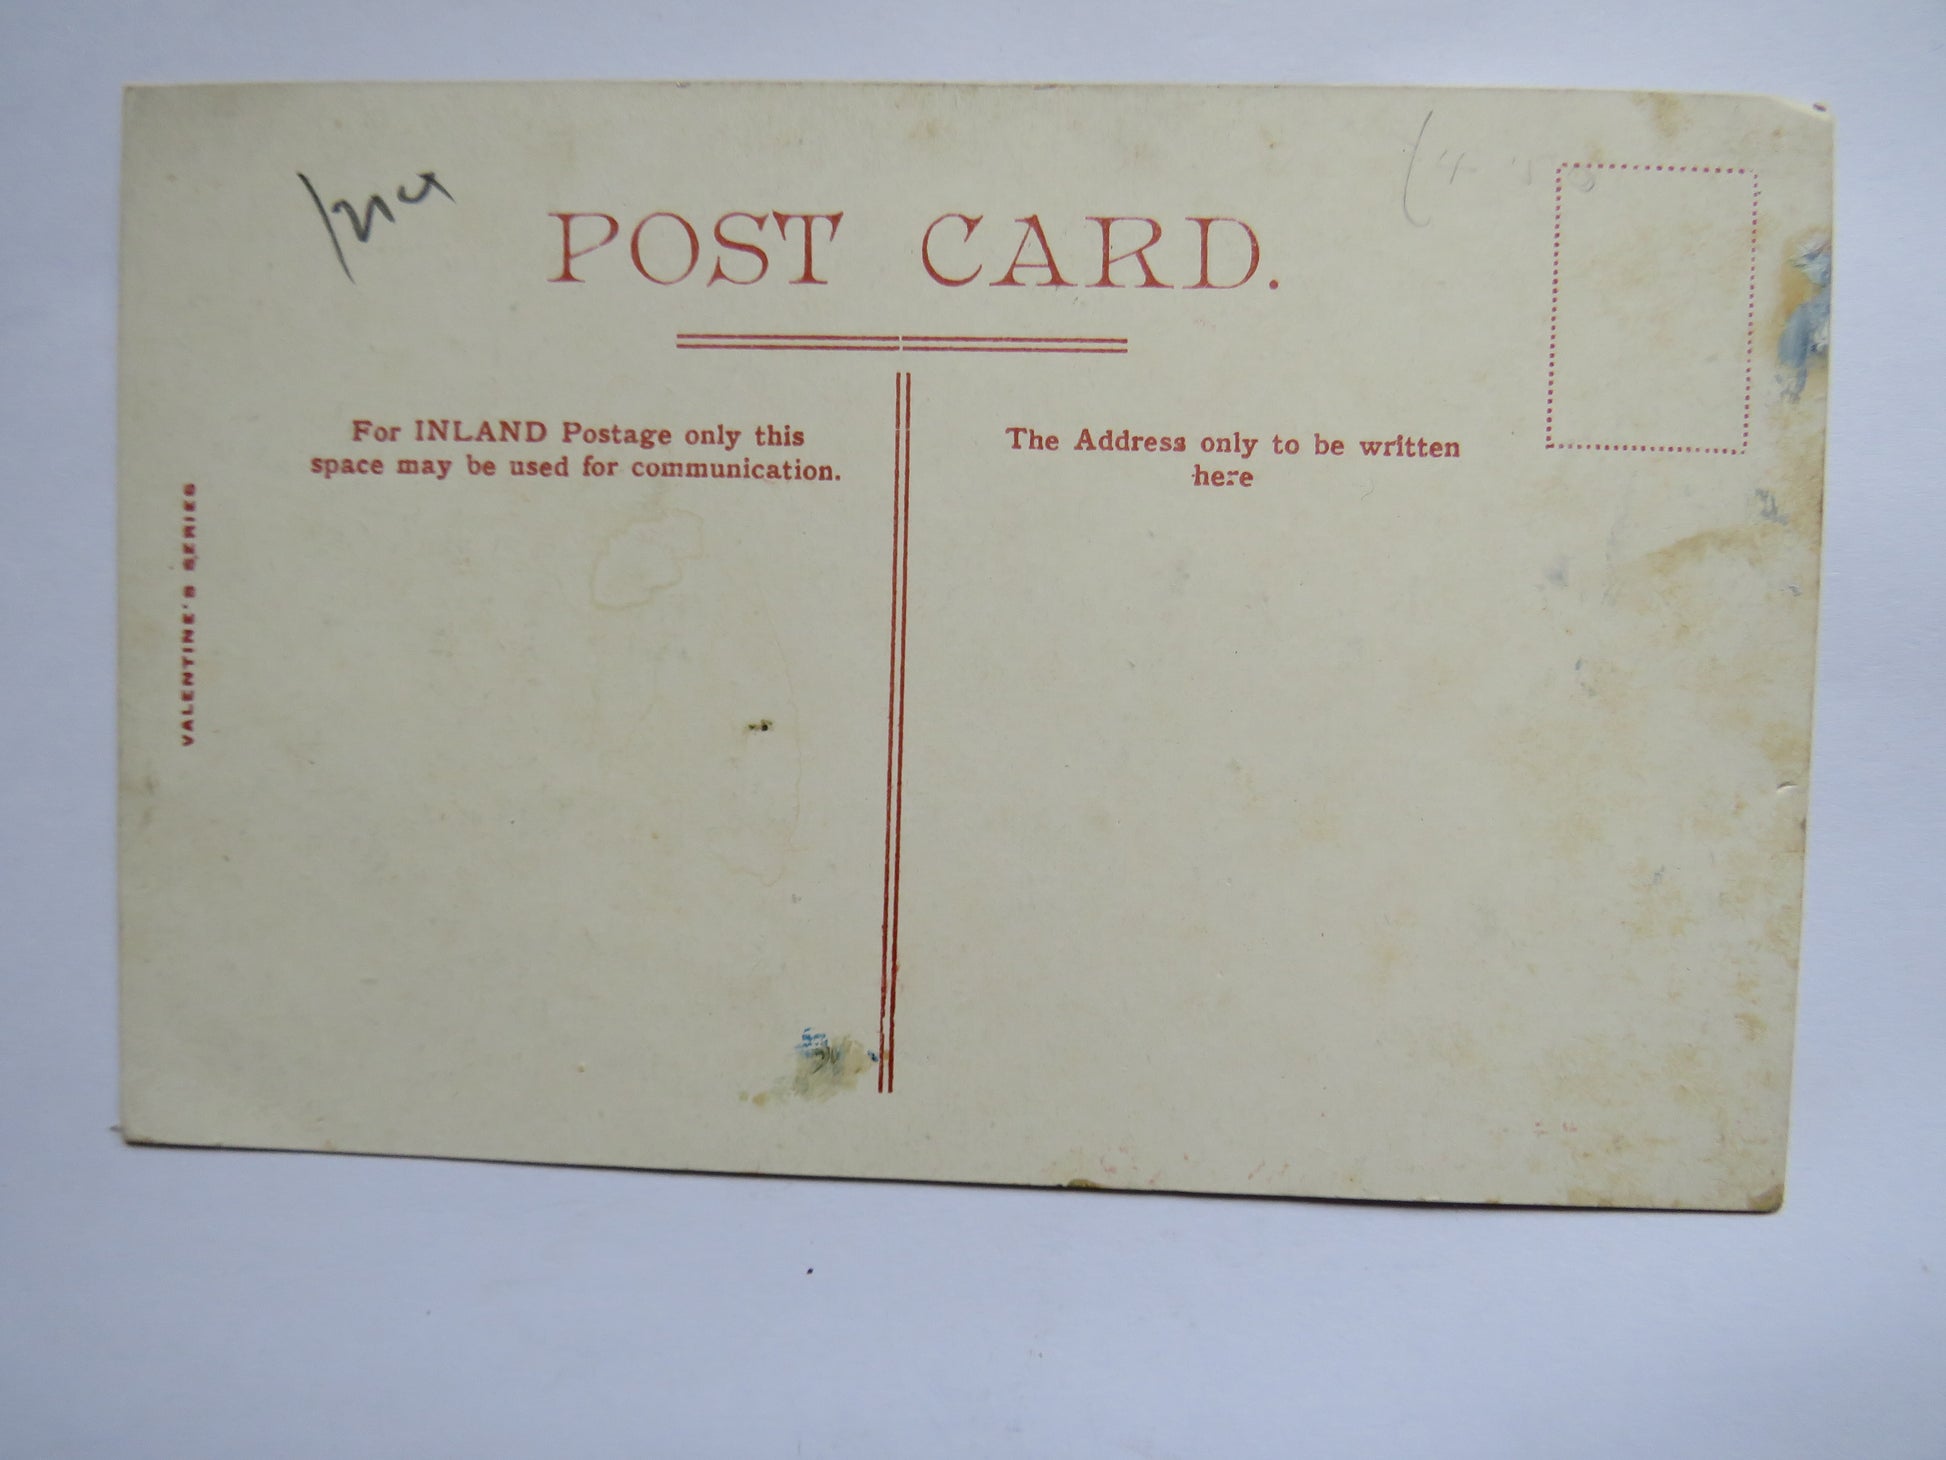 POST CARD.
For INLAND Postage only this
space may be used for communication.
The Address only to be written
here
VALENTINE'S SERIES